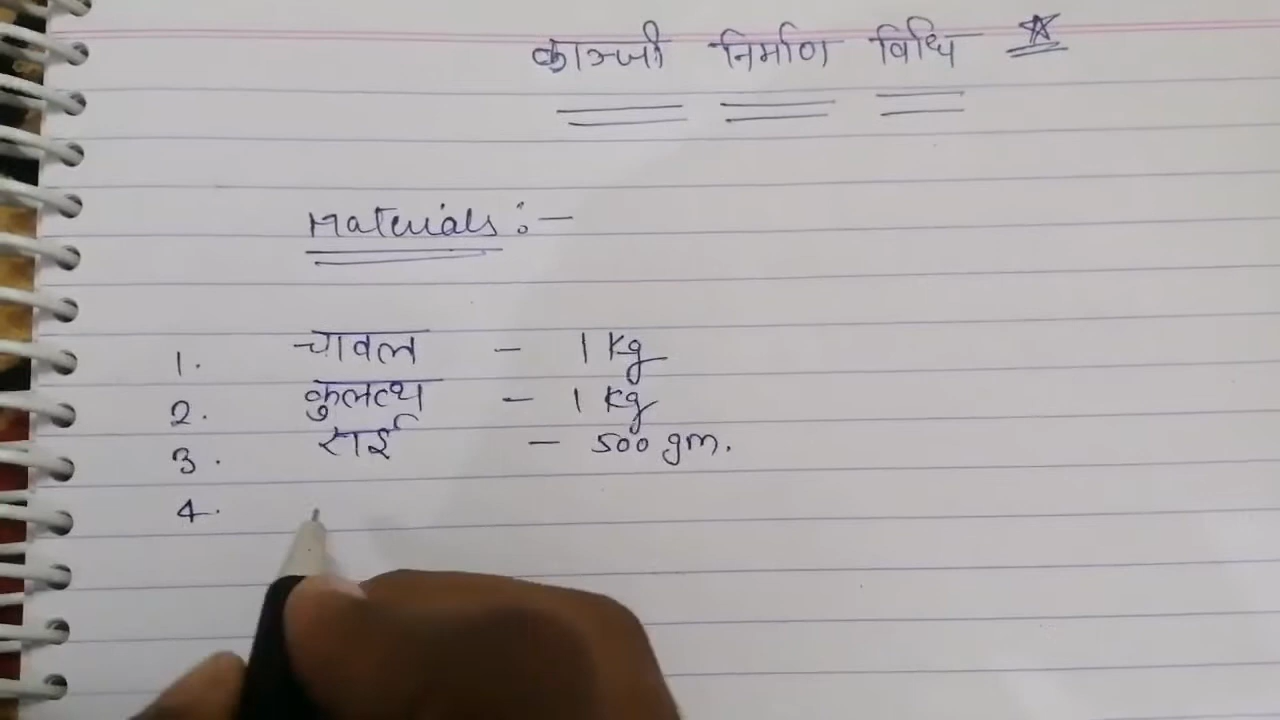 काञ्जी निर्माण विधि
Materials :-
1. चावल - 1 Kg
2. कुलत्थ - 1 Kg
3. राई - 500 gm.
4.